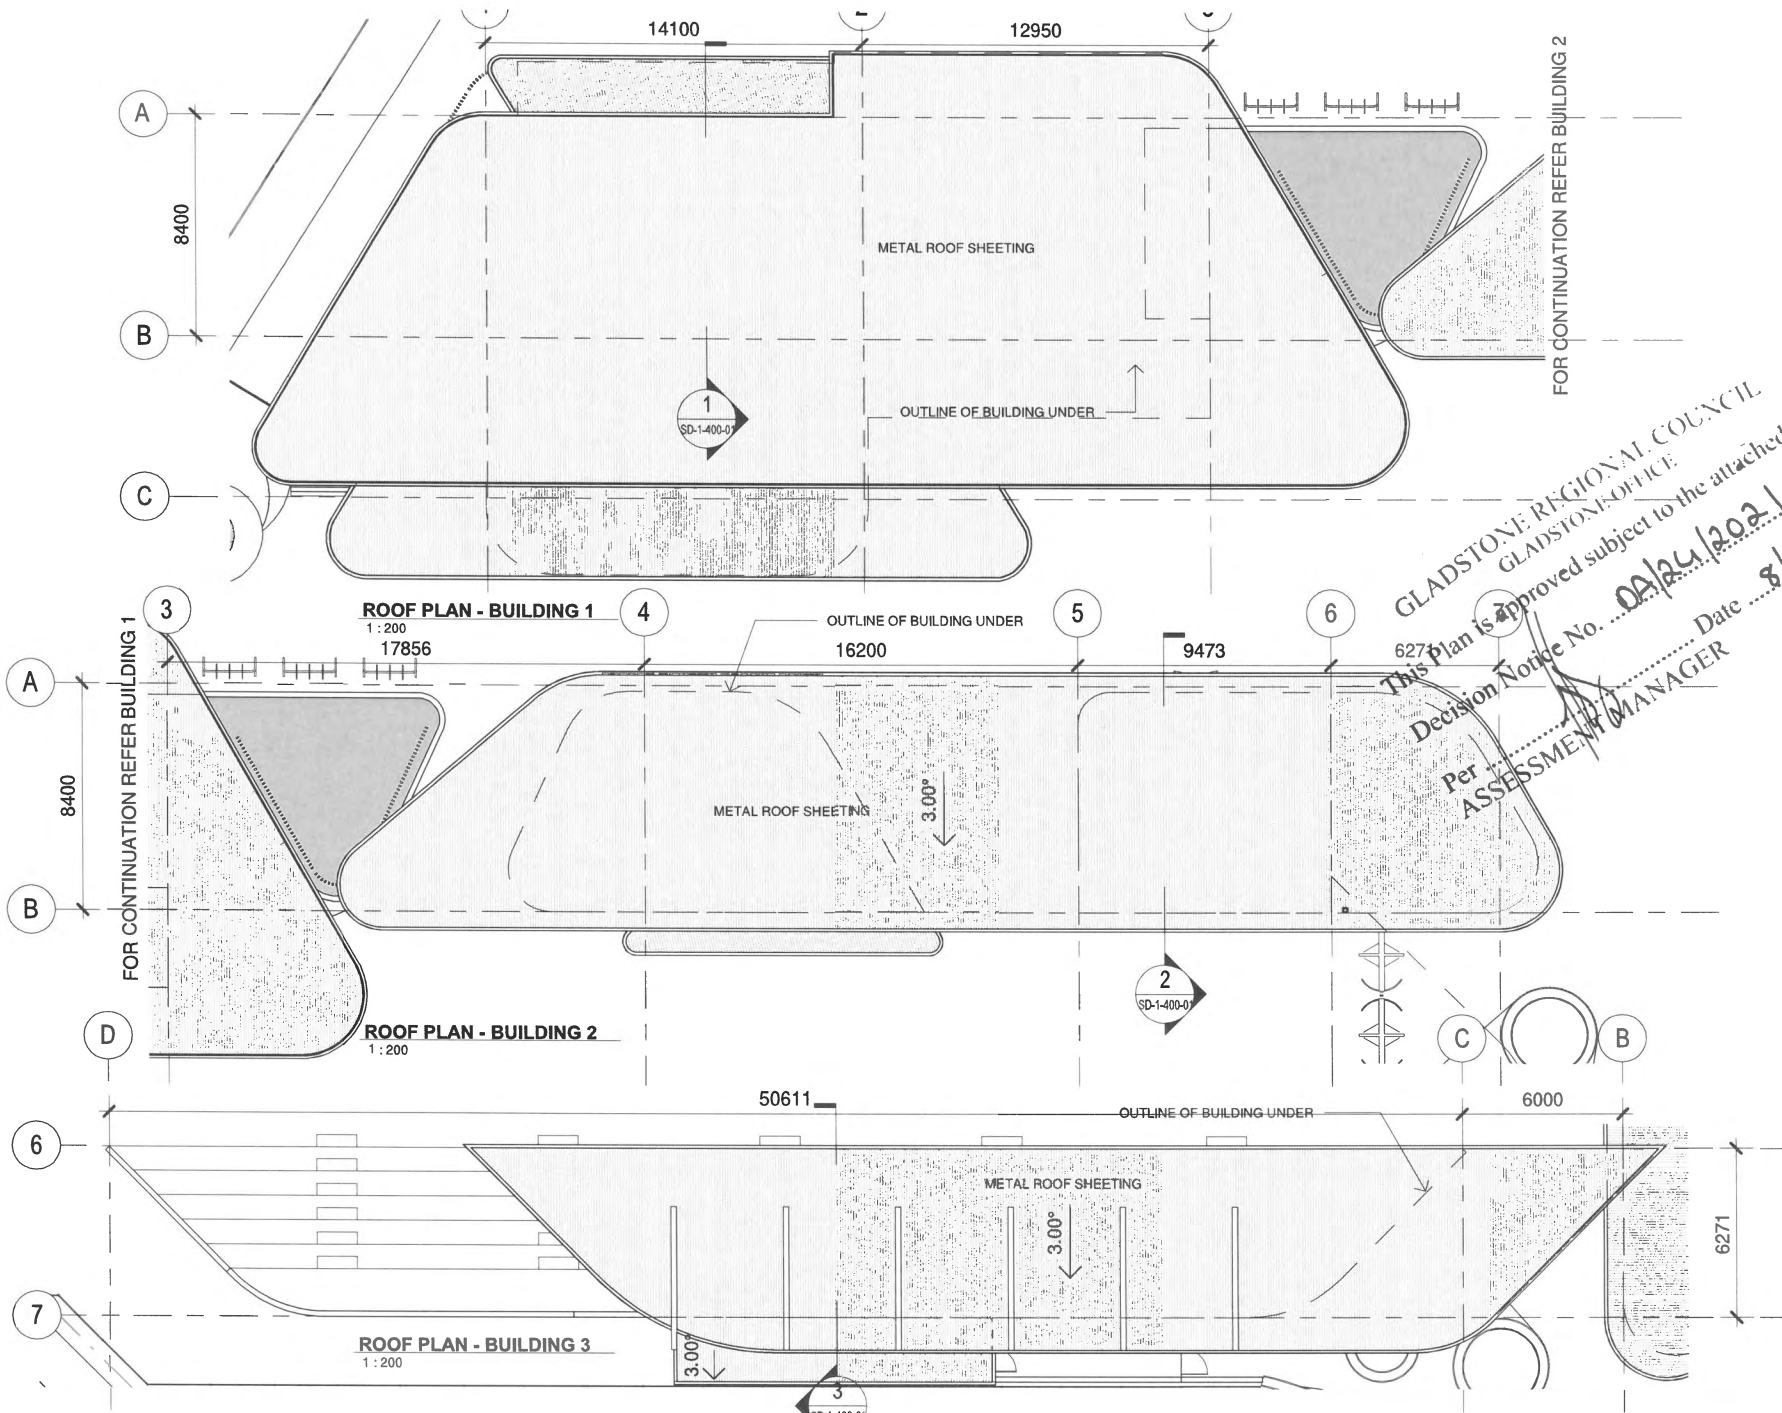 14100
12950
A
8400
METAL ROOF SHEETING
B
1
SD-1-400-01
OUTLINE OF BUILDING UNDER
C
FOR CONTINUATION REFER BUILDING 2
GLADSTONE REGIONAL COUNCIL
GLADSTONE OFFICE
This Plan is approved subject to the attached
Decision Notice No.
Date
Per
ASSESSMENT MANAGER
ROOF PLAN - BUILDING 1
1 : 200
3
4
5
6
7
OUTLINE OF BUILDING UNDER
17856
16200
9473
6271
A
8400
B
FOR CONTINUATION REFER BUILDING 1
METAL ROOF SHEETING
3.00°
2
SD-1-400-01
ROOF PLAN - BUILDING 2
1 : 200
D
C
B
50611
OUTLINE OF BUILDING UNDER
6000
6
METAL ROOF SHEETING
3.00°
6271
7
ROOF PLAN - BUILDING 3
1 : 200
3.00°
3